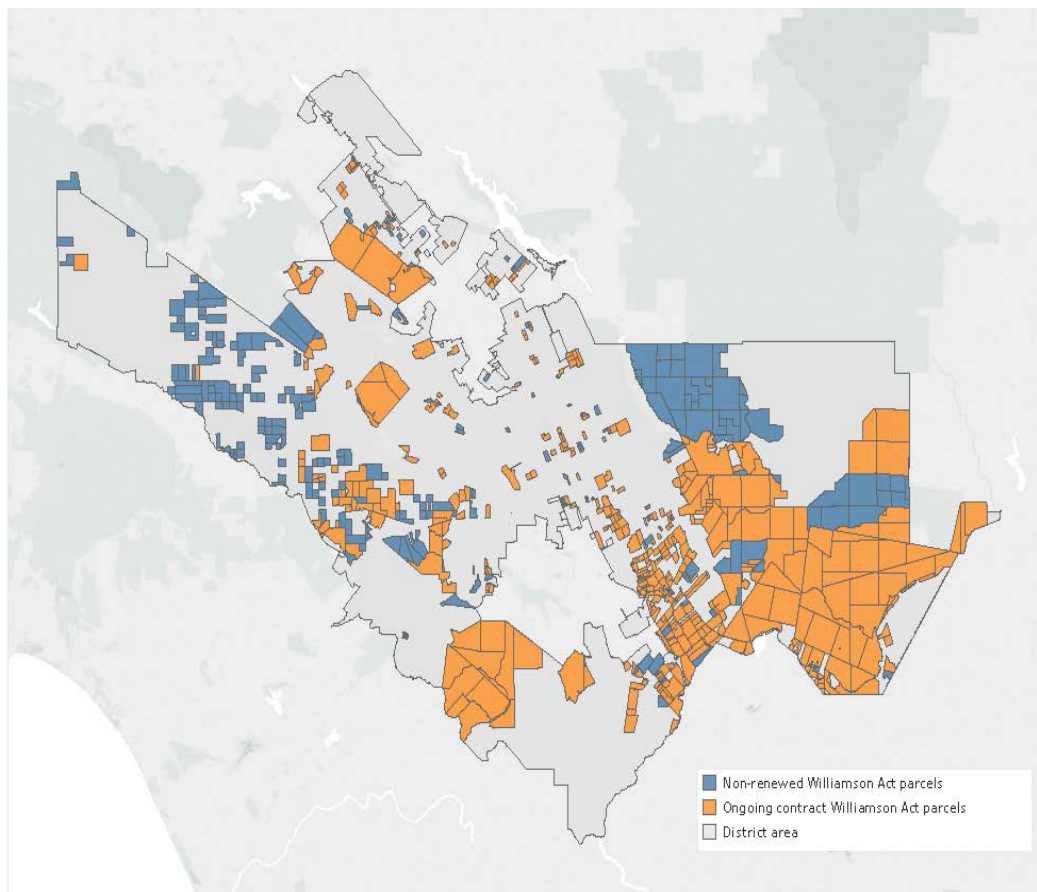 Non-renewed Williamson Act parcels
Ongoing contract Williamson Act parcels
District area